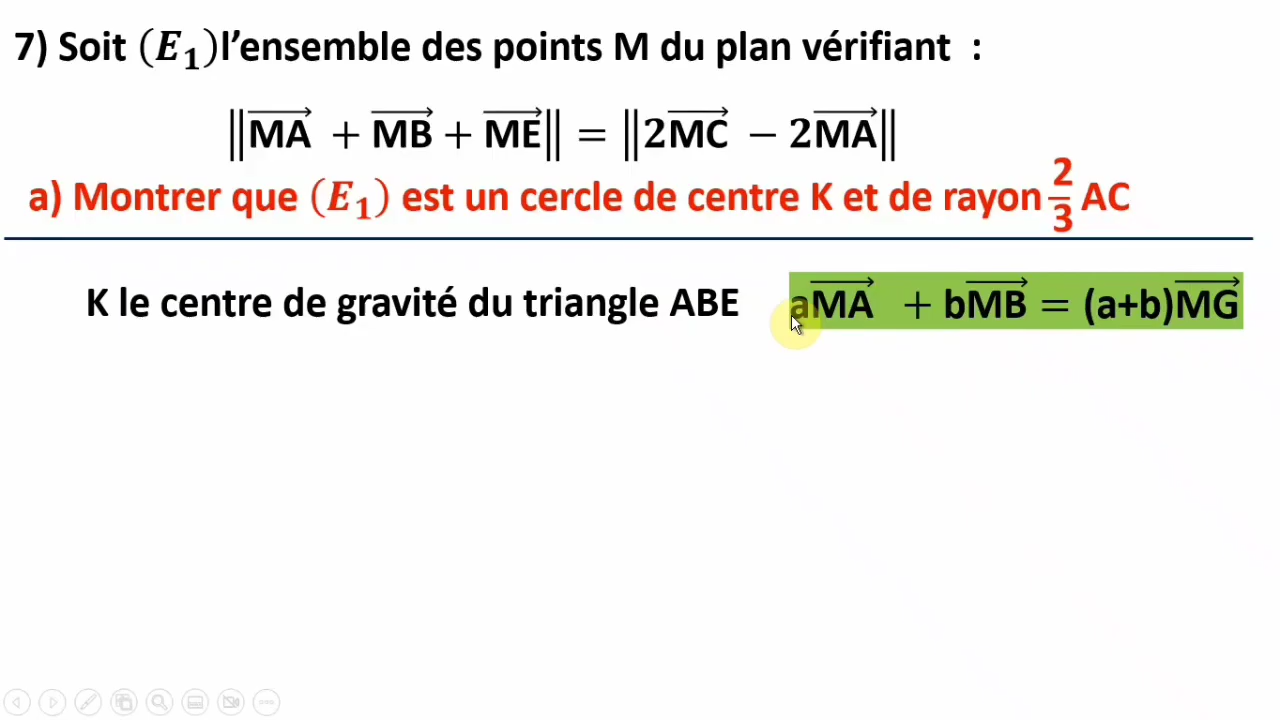 7) Soit (E₁) l’ensemble des points M du plan vérifiant :
‖MA⃗ + MB⃗ + ME⃗‖ = ‖2MC⃗ − 2MA⃗‖
a) Montrer que (E₁) est un cercle de centre K et de rayon 2/3 AC
K le centre de gravité du triangle ABE aMA⃗ + bMB⃗ = (a+b)MG⃗